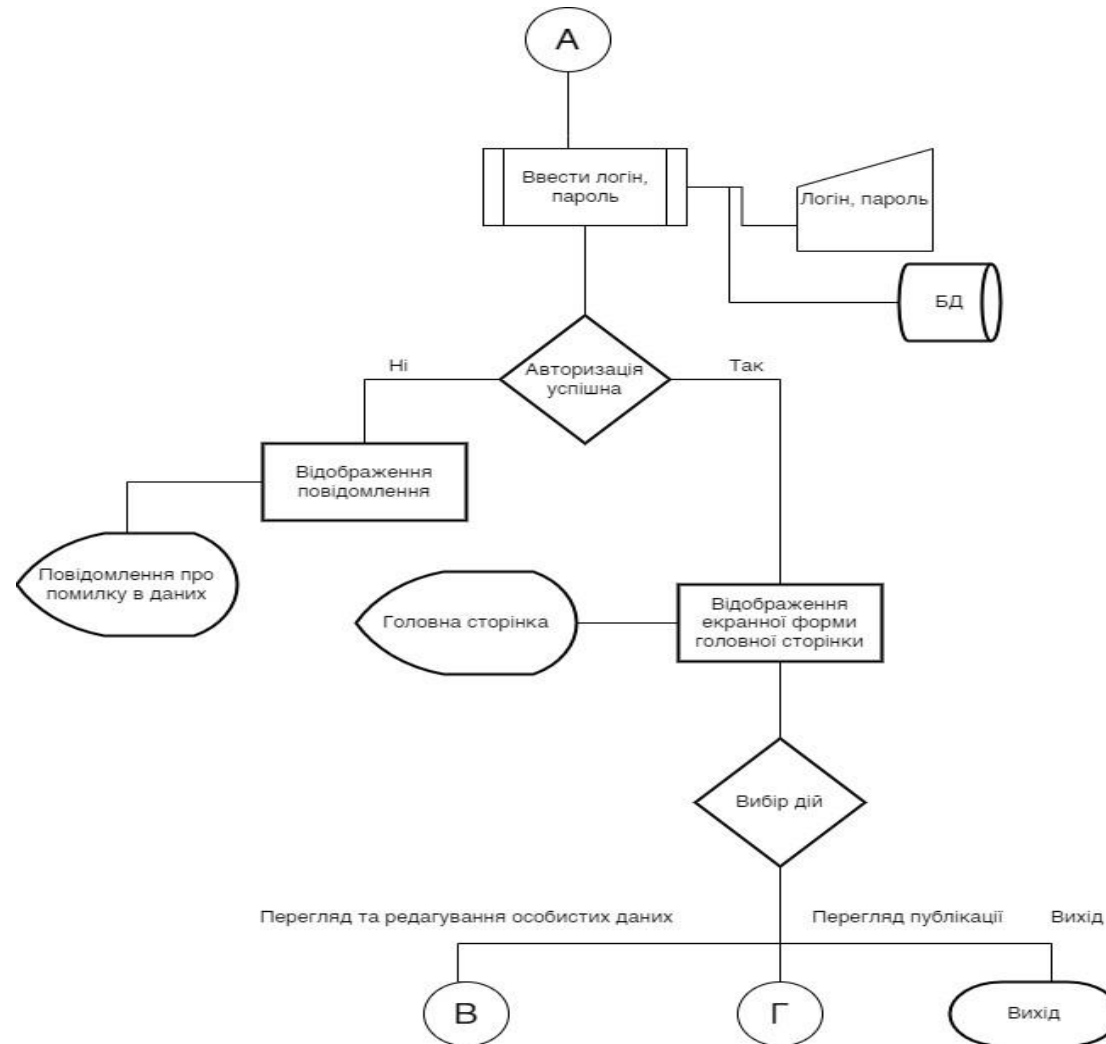 А
Ввести логін,
пароль
Логін, пароль
БД
Ні
Авторизація
успішна
Так
Відображення
повідомлення
Повідомлення про
помилку в даних
Головна сторінка
Відображення
екранної форми
головної сторінки
Вибір дій
Перегляд та редагування особистих даних
Перегляд публікації
Вихід
В
Г
Вихід